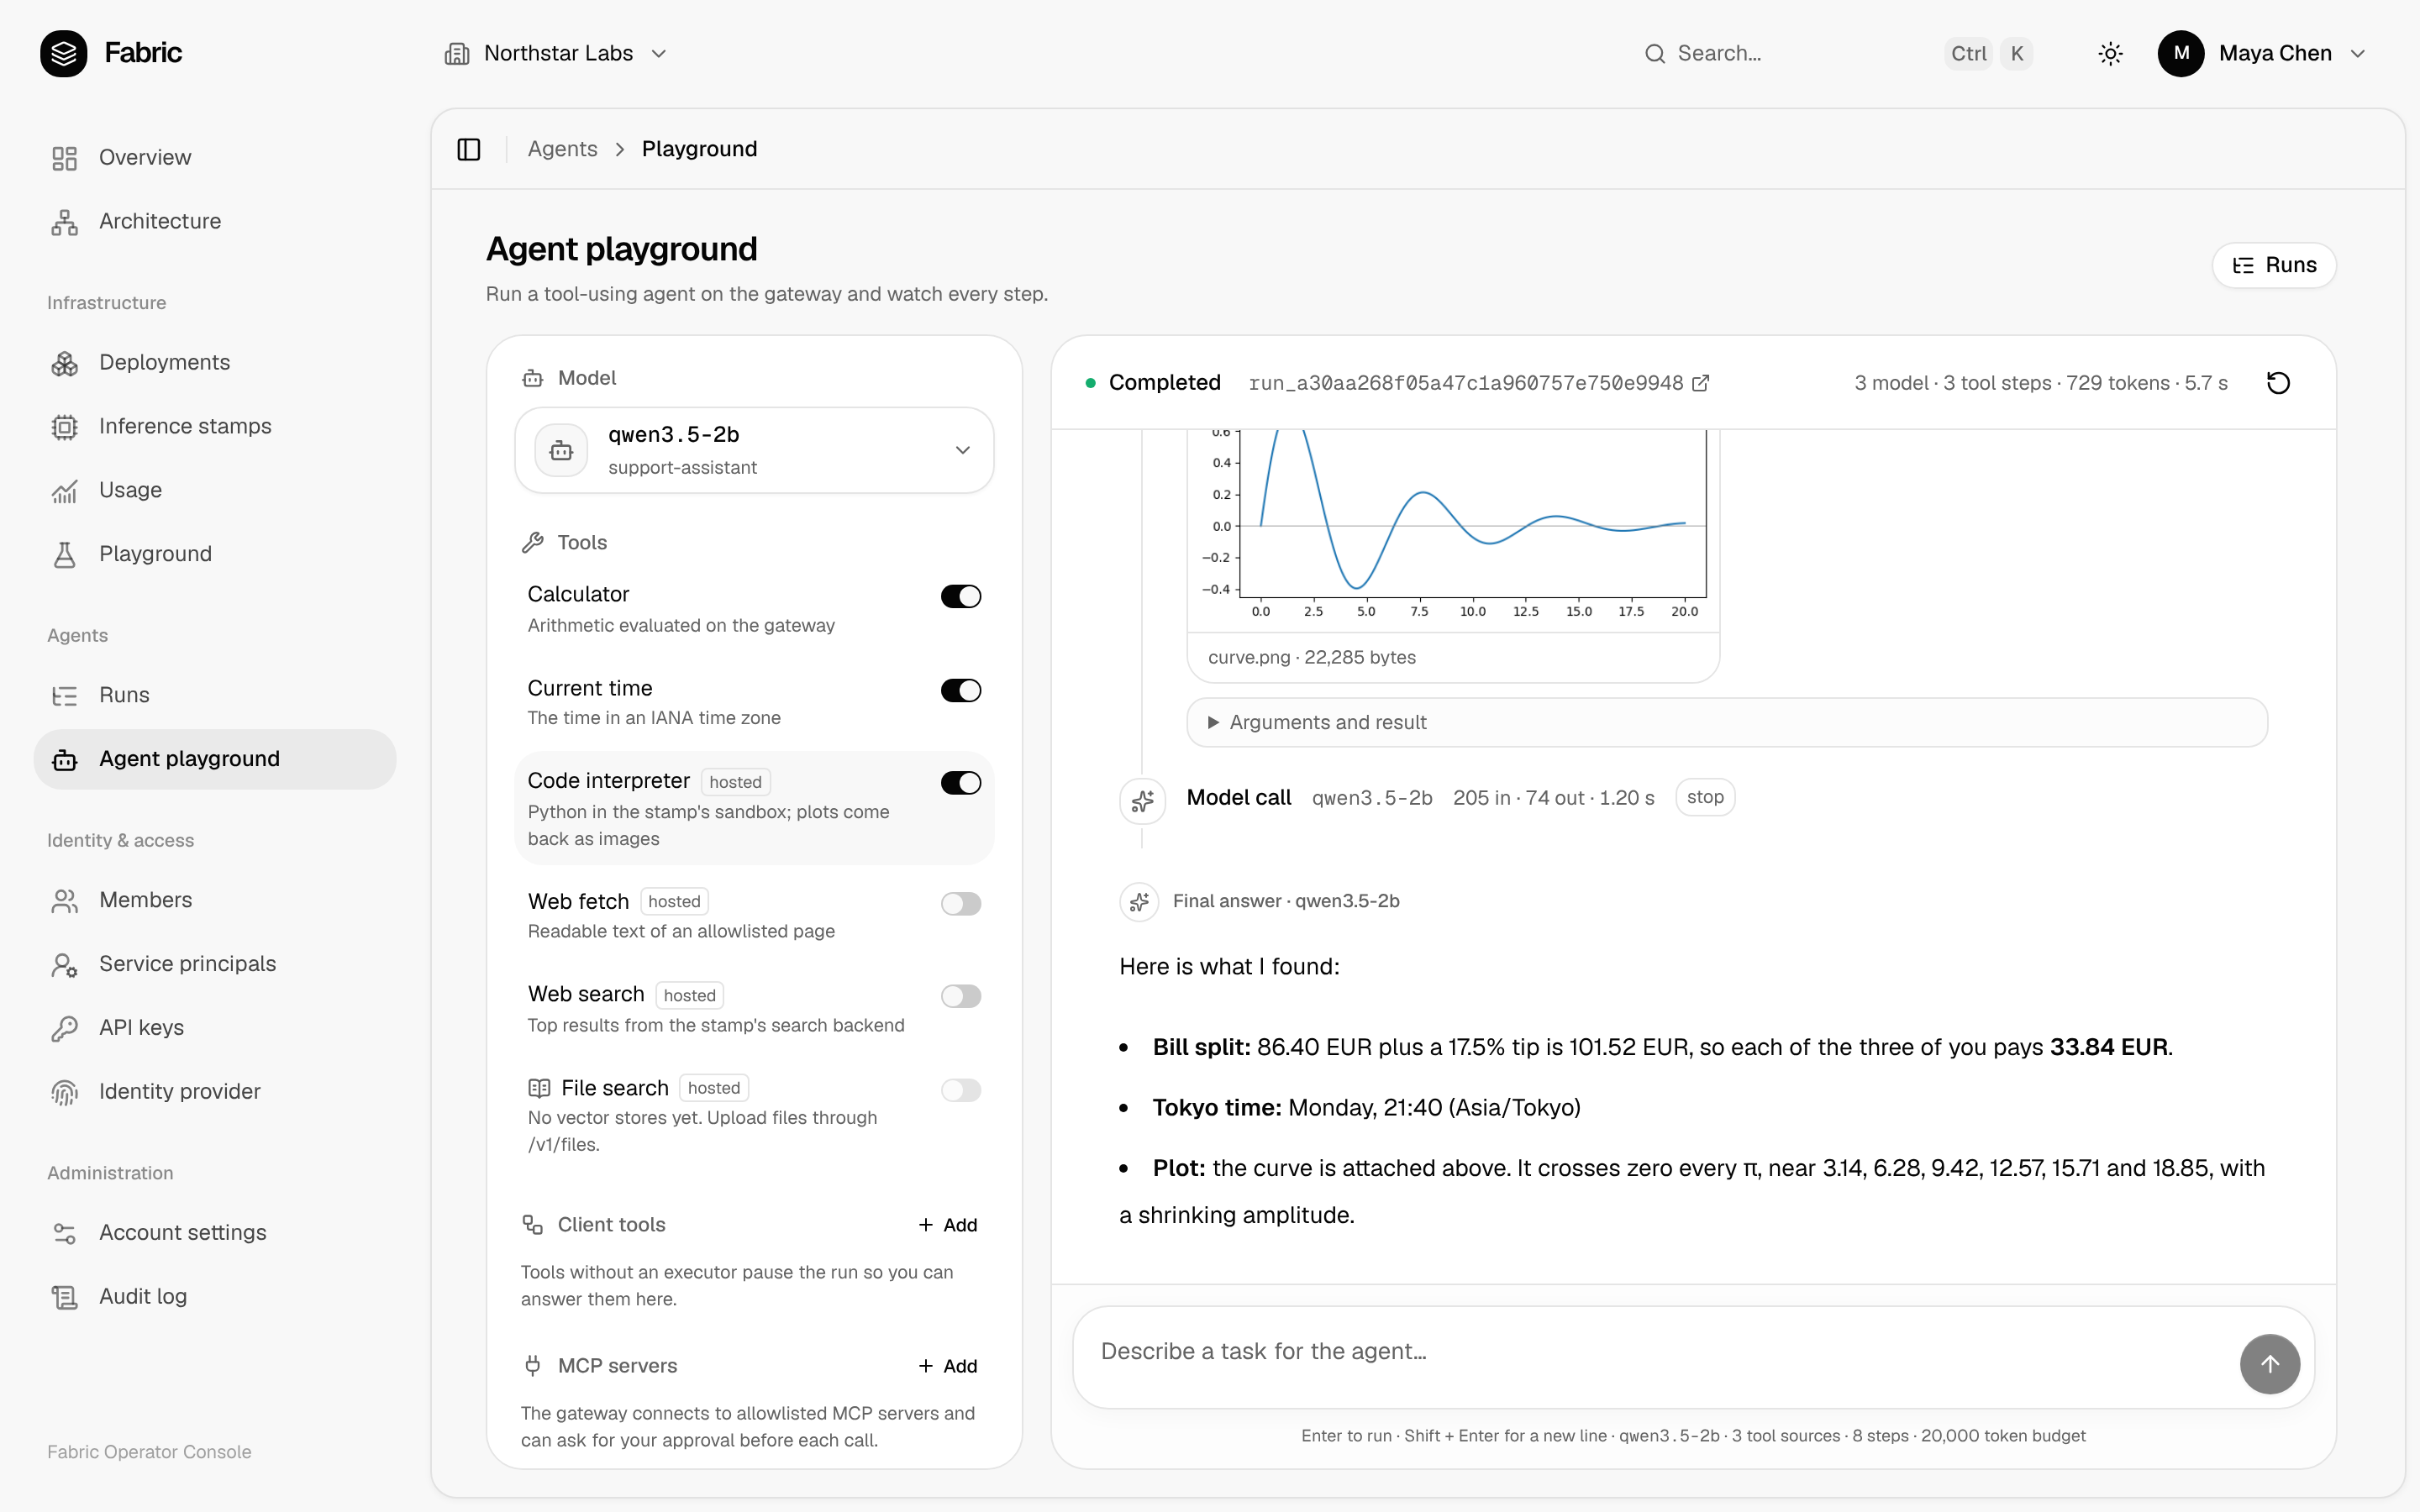 Fabric
Northstar Labs
Search...
Ctrl K
M
Maya Chen
Overview
Architecture
Infrastructure
Deployments
Inference stamps
Usage
Playground
Agents
Runs
Agent playground
Identity & access
Members
Service principals
API keys
Identity provider
Administration
Account settings
Audit log
Fabric Operator Console
Agents > Playground
Agent playground
Run a tool-using agent on the gateway and watch every step.
Runs
Model
qwen3.5-2b
support-assistant
Tools
Calculator
Arithmetic evaluated on the gateway
Current time
The time in an IANA time zone
Code interpreter hosted
Python in the stamp's sandbox; plots come
back as images
Web fetch hosted
Readable text of an allowlisted page
Web search hosted
Top results from the stamp's search backend
File search hosted
No vector stores yet. Upload files through
/v1/files.
Client tools
+ Add
Tools without an executor pause the run so you can
answer them here.
MCP servers
+ Add
The gateway connects to allowlisted MCP servers and
can ask for your approval before each call.
Completed run_a30aa268f05a47c1a960757e750e9948
3 model · 3 tool steps · 729 tokens · 5.7 s
0.6
0.4
0.2
0.0
−0.2
−0.4
0.0 2.5 5.0 7.5 10.0 12.5 15.0 17.5 20.0
curve.png · 22,285 bytes
Arguments and result
Model call qwen3.5-2b 205 in · 74 out · 1.20 s stop
Final answer · qwen3.5-2b
Here is what I found:
• Bill split: 86.40 EUR plus a 17.5% tip is 101.52 EUR, so each of the three of you pays 33.84 EUR.
• Tokyo time: Monday, 21:40 (Asia/Tokyo)
• Plot: the curve is attached above. It crosses zero every π, near 3.14, 6.28, 9.42, 12.57, 15.71 and 18.85, with
a shrinking amplitude.
Describe a task for the agent...
Enter to run · Shift + Enter for a new line · qwen3.5-2b · 3 tool sources · 8 steps · 20,000 token budget